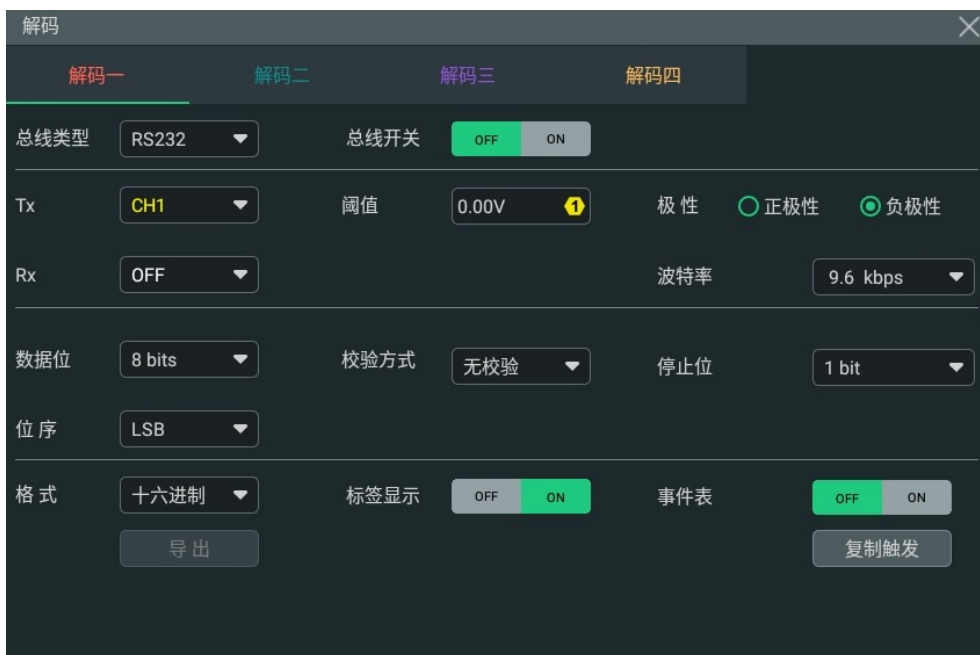 解码
解码一 解码二 解码三 解码四
总线类型 RS232 总线开关 OFF ON
Tx CH1 阈值 0.00V 1 极性 正极性 负极性
Rx OFF 波特率 9.6 kbps
数据位 8 bits 校验方式 无校验 停止位 1 bit
位序 LSB
格式 十六进制 标签显示 OFF ON 事件表 OFF ON
导出 复制触发